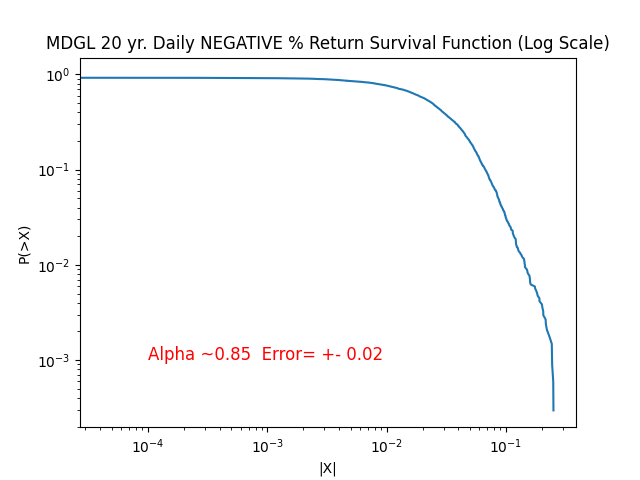 MDGL 20 yr. Daily NEGATIVE % Return Survival Function (Log Scale)
P(>X)
10⁰
10⁻¹
10⁻²
10⁻³
Alpha ~0.85  Error= +- 0.02
10⁻⁴ 10⁻³ 10⁻² 10⁻¹
|X|